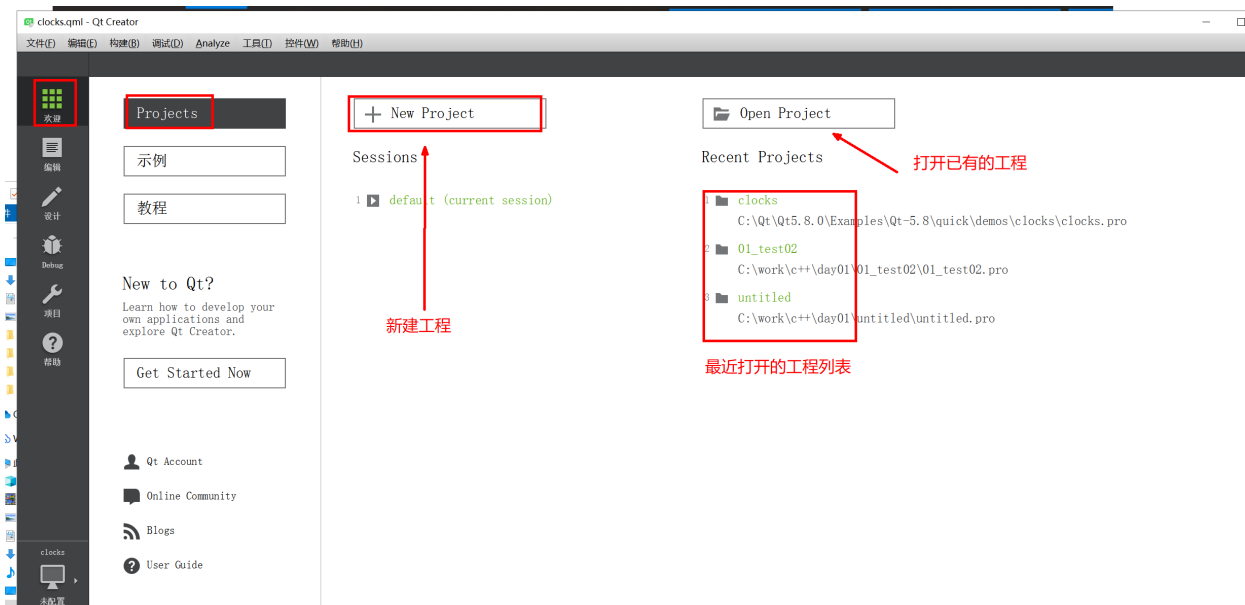 clocks.qml - Qt Creator
文件(F) 编辑(E) 构建(B) 调试(D) Analyze 工具(T) 控件(W) 帮助(H)
欢迎
编辑
设计
Debug
项目
帮助
clocks
未配置
Projects
示例
教程
New to Qt?
Learn how to develop your
own applications and
explore Qt Creator.
Get Started Now
Qt Account
Online Community
Blogs
User Guide
New Project
Sessions
1 default (current session)
新建工程
Open Project
打开已有的工程
Recent Projects
1 clocks
C:\Qt\Qt5.8.0\Examples\Qt-5.8\quick\demos\clocks\clocks.pro
2 01_test02
C:\work\c++\day01\01_test02\01_test02.pro
3 untitled
C:\work\c++\day01\untitled\untitled.pro
最近打开的工程列表